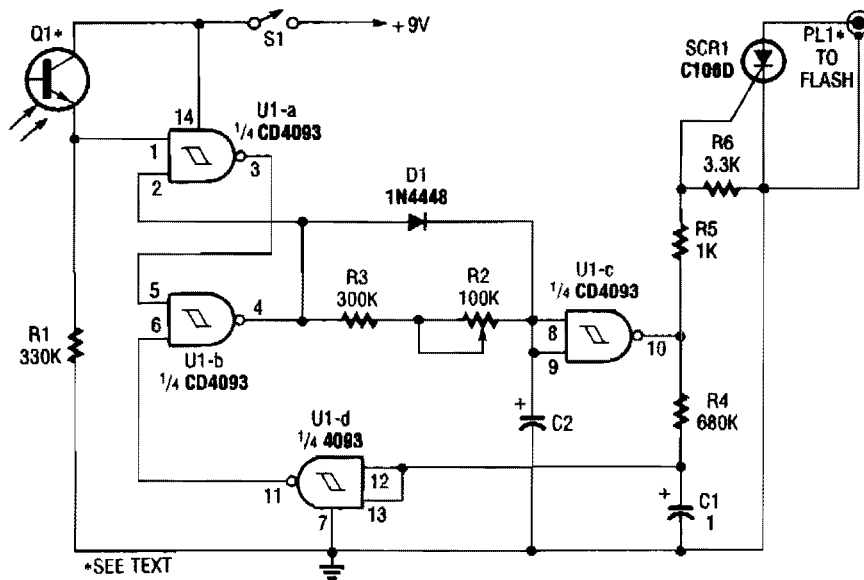 Q1*
S1
+9V
PL1*
TO
FLASH
SCR1
C106D
14
U1-a
1/4 CD4093
1
2
3
R6
3.3K
D1
1N4448
R5
1K
5
6
4
R3
300K
R2
100K
U1-c
1/4 CD4093
8
9
10
R1
330K
U1-b
1/4 CD4093
R4
680K
U1-d
1/4 4093
+
C2
11
12
13
7
+
C1
1
*SEE TEXT